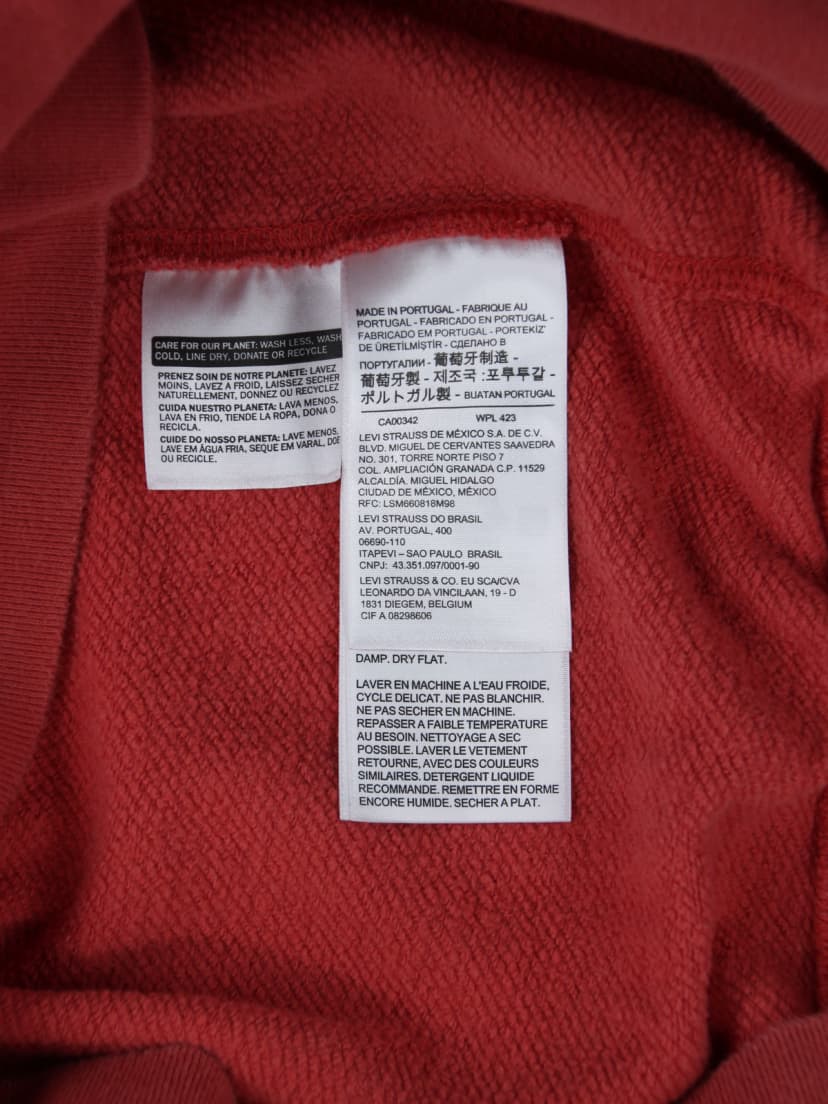 CARE FOR OUR PLANET: WASH LESS, WASH
COLD, LINE DRY, DONATE OR RECYCLE
PRENEZ SOIN DE NOTRE PLANETE: LAVEZ
MOINS, LAVEZ A FROID, LAISSEZ SECHER
NATURELLEMENT, DONNEZ OU RECYCLEZ
CUIDA NUESTRO PLANETA: LAVA MENOS,
LAVA EN FRIO, TIENDE LA ROPA, DONA O
RECICLA.
CUIDE DO NOSSO PLANETA: LAVE MENOS,
LAVE EM ÁGUA FRIA, SEQUE EM VARAL, DOE
OU RECICLE.
MADE IN PORTUGAL - FABRIQUE AU
PORTUGAL - FABRICADO EN PORTUGAL -
FABRICADO EM PORTUGAL - PORTEKİZ'
DE ÜRETİLMİŞTİR - СДЕЛАНО В
ПОРТУГАЛИИ - 葡萄牙制造 -
葡萄牙製 - 제조국 :포루투갈 -
ポルトガル製 - BUATAN PORTUGAL
CA00342 WPL 423
LEVI STRAUSS DE MÉXICO S.A. DE C.V.
BLVD. MIGUEL DE CERVANTES SAAVEDRA
NO. 301, TORRE NORTE PISO 7
COL. AMPLIACIÓN GRANADA C.P. 11529
ALCALDÍA. MIGUEL HIDALGO
CIUDAD DE MÉXICO, MÉXICO
RFC: LSM660818M98
LEVI STRAUSS DO BRASIL
AV. PORTUGAL, 400
06690-110
ITAPEVI – SAO PAULO BRASIL
CNPJ: 43.351.097/0001-90
LEVI STRAUSS & CO. EU SCA/CVA
LEONARDO DA VINCILAAN, 19 - D
1831 DIEGEM, BELGIUM
CIF A 08298606
DAMP. DRY FLAT.
LAVER EN MACHINE A L'EAU FROIDE,
CYCLE DELICAT. NE PAS BLANCHIR.
NE PAS SECHER EN MACHINE.
REPASSER A FAIBLE TEMPERATURE
AU BESOIN. NETTOYAGE A SEC
POSSIBLE. LAVER LE VETEMENT
RETOURNE, AVEC DES COULEURS
SIMILAIRES. DETERGENT LIQUIDE
RECOMMANDE. REMETTRE EN FORME
ENCORE HUMIDE. SECHER A PLAT.